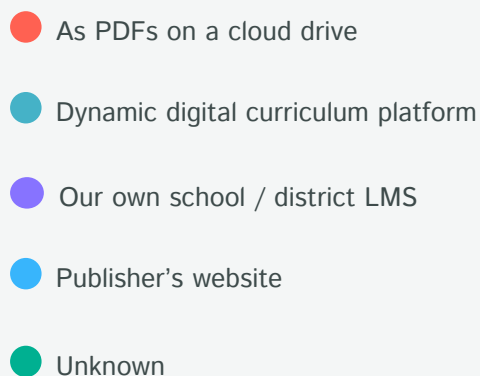 As PDFs on a cloud drive
Dynamic digital curriculum platform
Our own school / district LMS
Publisher's website
Unknown